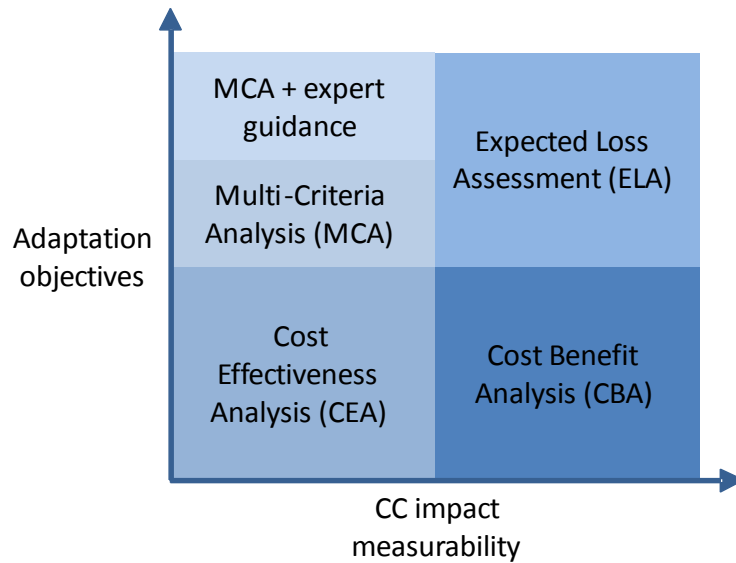 MCA + expert
guidance
Expected Loss
Assessment (ELA)
Multi-Criteria
Analysis (MCA)
Adaptation
objectives
Cost
Effectiveness
Analysis (CEA)
Cost Benefit
Analysis (CBA)
CC impact
measurability